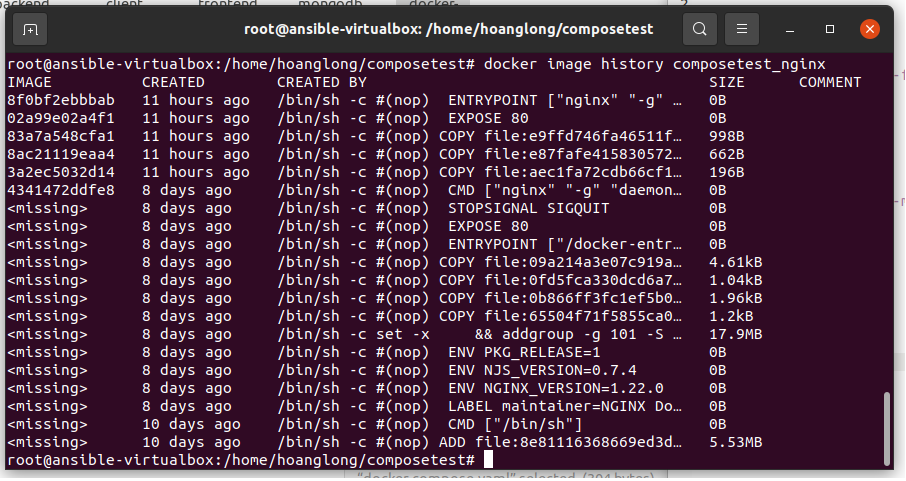 backend client frontend mongodb docker-
root@ansible-virtualbox: /home/hoanglong/composetest
root@ansible-virtualbox:/home/hoanglong/composetest# docker image history composetest_nginx
IMAGE CREATED CREATED BY SIZE COMMENT
8f0bf2ebbbab 11 hours ago /bin/sh -c #(nop)  ENTRYPOINT ["nginx" "-g" … 0B
02a99e02a4f1 11 hours ago /bin/sh -c #(nop)  EXPOSE 80 0B
83a7a548cfa1 11 hours ago /bin/sh -c #(nop) COPY file:e9ffd746fa46511f… 998B
8ac21119eaa4 11 hours ago /bin/sh -c #(nop) COPY file:e87fafe415830572… 662B
3a2ec5032d14 11 hours ago /bin/sh -c #(nop) COPY file:aec1fa72cdb66cf1… 196B
4341472ddfe8 8 days ago /bin/sh -c #(nop)  CMD ["nginx" "-g" "daemon… 0B
<missing> 8 days ago /bin/sh -c #(nop)  STOPSIGNAL SIGQUIT 0B
<missing> 8 days ago /bin/sh -c #(nop)  EXPOSE 80 0B
<missing> 8 days ago /bin/sh -c #(nop)  ENTRYPOINT ["/docker-entr… 0B
<missing> 8 days ago /bin/sh -c #(nop) COPY file:09a214a3e07c919a… 4.61kB
<missing> 8 days ago /bin/sh -c #(nop) COPY file:0fd5fca330dcd6a7… 1.04kB
<missing> 8 days ago /bin/sh -c #(nop) COPY file:0b866ff3fc1ef5b0… 1.96kB
<missing> 8 days ago /bin/sh -c #(nop) COPY file:65504f71f5855ca0… 1.2kB
<missing> 8 days ago /bin/sh -c set -x     && addgroup -g 101 -S … 17.9MB
<missing> 8 days ago /bin/sh -c #(nop)  ENV PKG_RELEASE=1 0B
<missing> 8 days ago /bin/sh -c #(nop)  ENV NJS_VERSION=0.7.4 0B
<missing> 8 days ago /bin/sh -c #(nop)  ENV NGINX_VERSION=1.22.0 0B
<missing> 8 days ago /bin/sh -c #(nop)  LABEL maintainer=NGINX Do… 0B
<missing> 10 days ago /bin/sh -c #(nop)  CMD ["/bin/sh"] 0B
<missing> 10 days ago /bin/sh -c #(nop) ADD file:8e81116368669ed3d… 5.53MB
root@ansible-virtualbox:/home/hoanglong/composetest#